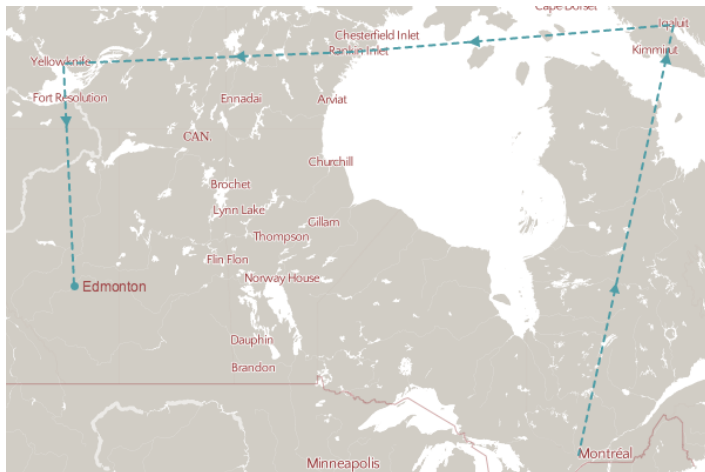 Cape Dorset
Iqaluit
Chesterfield Inlet
Rankin Inlet
Kimmirut
Yellowknife
Fort Resolution
Ennadai
Arviat
CAN.
Churchill
Brochet
Lynn Lake
Gillam
Thompson
Flin Flon
Norway House
Edmonton
Dauphin
Brandon
Montréal
Minneapolis